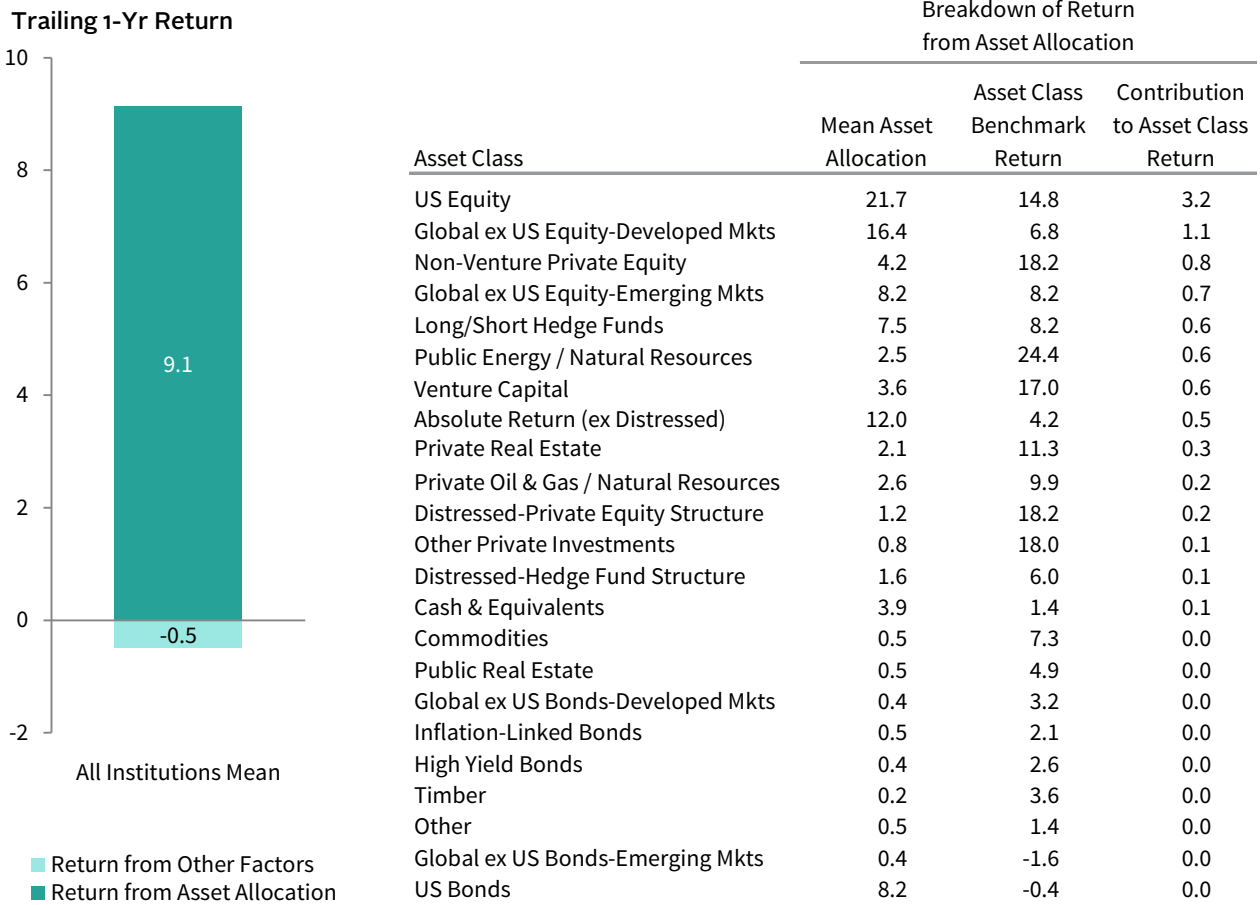 Trailing 1-Yr Return
10
8
6
4
2
0
-2
9.1
-0.5
All Institutions Mean
Return from Other Factors
Return from Asset Allocation
Breakdown of Return
from Asset Allocation
Asset Class Contribution
Mean Asset Benchmark to Asset Class
Asset Class Allocation Return Return
US Equity 21.7 14.8 3.2
Global ex US Equity-Developed Mkts 16.4 6.8 1.1
Non-Venture Private Equity 4.2 18.2 0.8
Global ex US Equity-Emerging Mkts 8.2 8.2 0.7
Long/Short Hedge Funds 7.5 8.2 0.6
Public Energy / Natural Resources 2.5 24.4 0.6
Venture Capital 3.6 17.0 0.6
Absolute Return (ex Distressed) 12.0 4.2 0.5
Private Real Estate 2.1 11.3 0.3
Private Oil & Gas / Natural Resources 2.6 9.9 0.2
Distressed-Private Equity Structure 1.2 18.2 0.2
Other Private Investments 0.8 18.0 0.1
Distressed-Hedge Fund Structure 1.6 6.0 0.1
Cash & Equivalents 3.9 1.4 0.1
Commodities 0.5 7.3 0.0
Public Real Estate 0.5 4.9 0.0
Global ex US Bonds-Developed Mkts 0.4 3.2 0.0
Inflation-Linked Bonds 0.5 2.1 0.0
High Yield Bonds 0.4 2.6 0.0
Timber 0.2 3.6 0.0
Other 0.5 1.4 0.0
Global ex US Bonds-Emerging Mkts 0.4 -1.6 0.0
US Bonds 8.2 -0.4 0.0